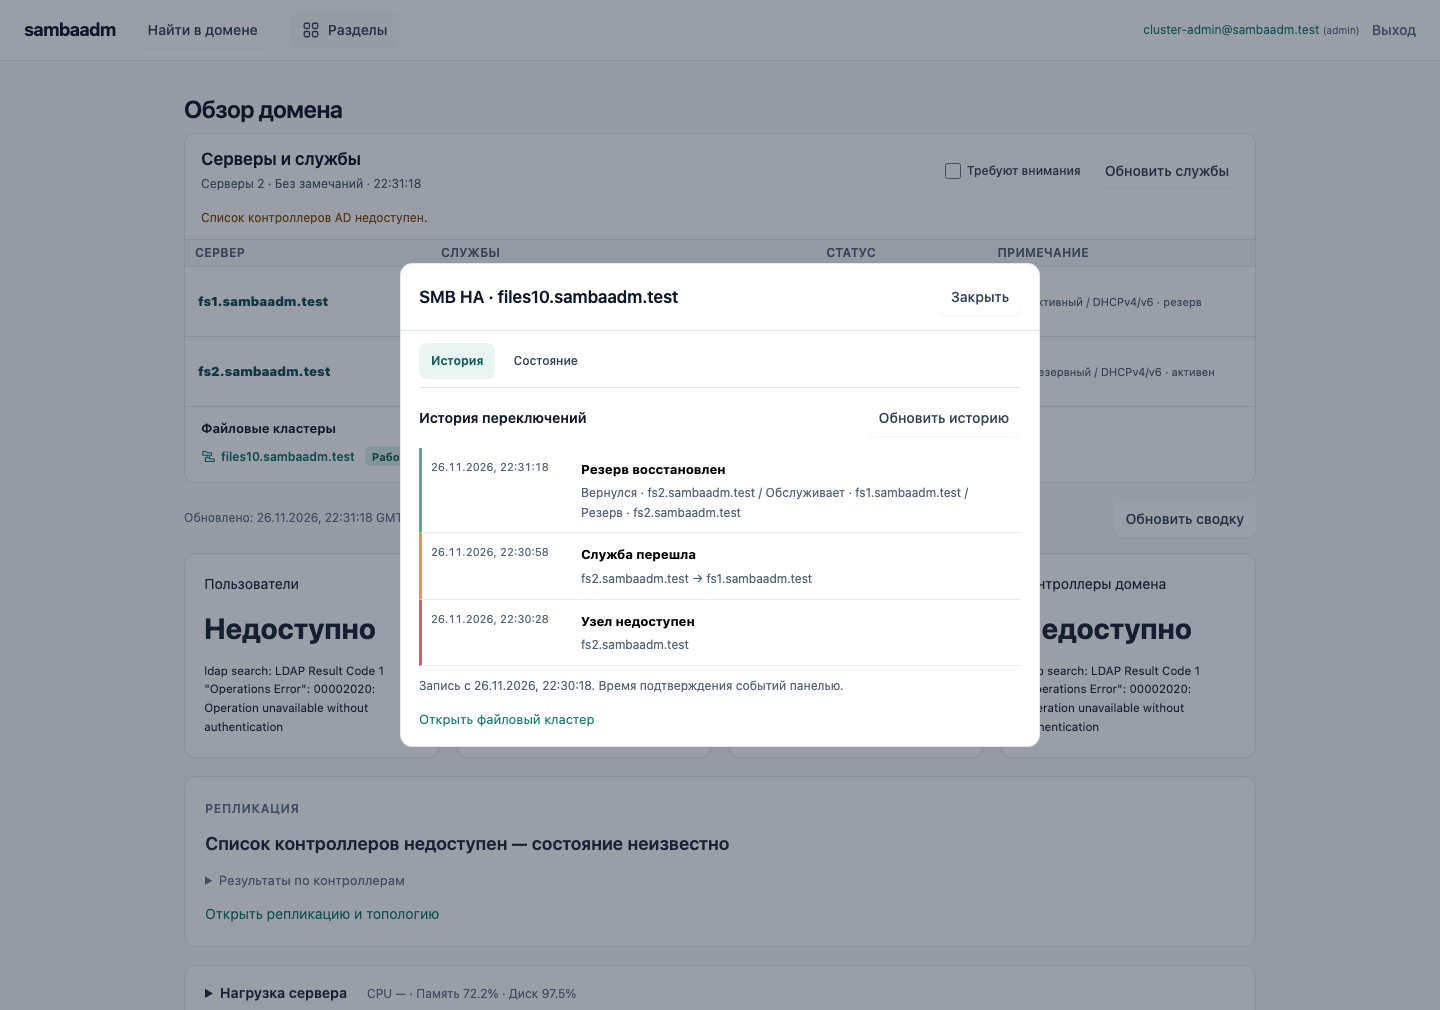 sambaadm Найти в домене Разделы cluster-admin@sambaadm.test (admin) Выход
Обзор домена
Серверы и службы
Серверы 2 · Без замечаний · 22:31:18
Требуют внимания Обновить службы
Список контроллеров AD недоступен.
СЕРВЕР СЛУЖБЫ СТАТУС ПРИМЕЧАНИЕ
fs1.sambaadm.test
/ DHCPv4/v6 · резерв
fs2.sambaadm.test
/ DHCPv4/v6 · активен
Файловые кластеры
files10.sambaadm.test
SMB HA · files10.sambaadm.test Закрыть
История Состояние
История переключений Обновить историю
26.11.2026, 22:31:18 Резерв восстановлен
Вернулся · fs2.sambaadm.test / Обслуживает · fs1.sambaadm.test /
Резерв · fs2.sambaadm.test
26.11.2026, 22:30:58 Служба перешла
fs2.sambaadm.test → fs1.sambaadm.test
26.11.2026, 22:30:28 Узел недоступен
fs2.sambaadm.test
Запись с 26.11.2026, 22:30:18. Время подтверждения событий панелью.
Открыть файловый кластер
Обновлено: 26.11.2026, 22:31:18 GMT
Обновить сводку
Пользователи
Недоступно
ldap search: LDAP Result Code 1
"Operations Error": 00002020:
Operation unavailable without
authentication
домена
search: LDAP Result Code 1
Error": 00002020:
unavailable without
РЕПЛИКАЦИЯ
Список контроллеров недоступен — состояние неизвестно
Результаты по контроллерам
Открыть репликацию и топологию
Нагрузка сервера CPU — · Память 72.2% · Диск 97.5%